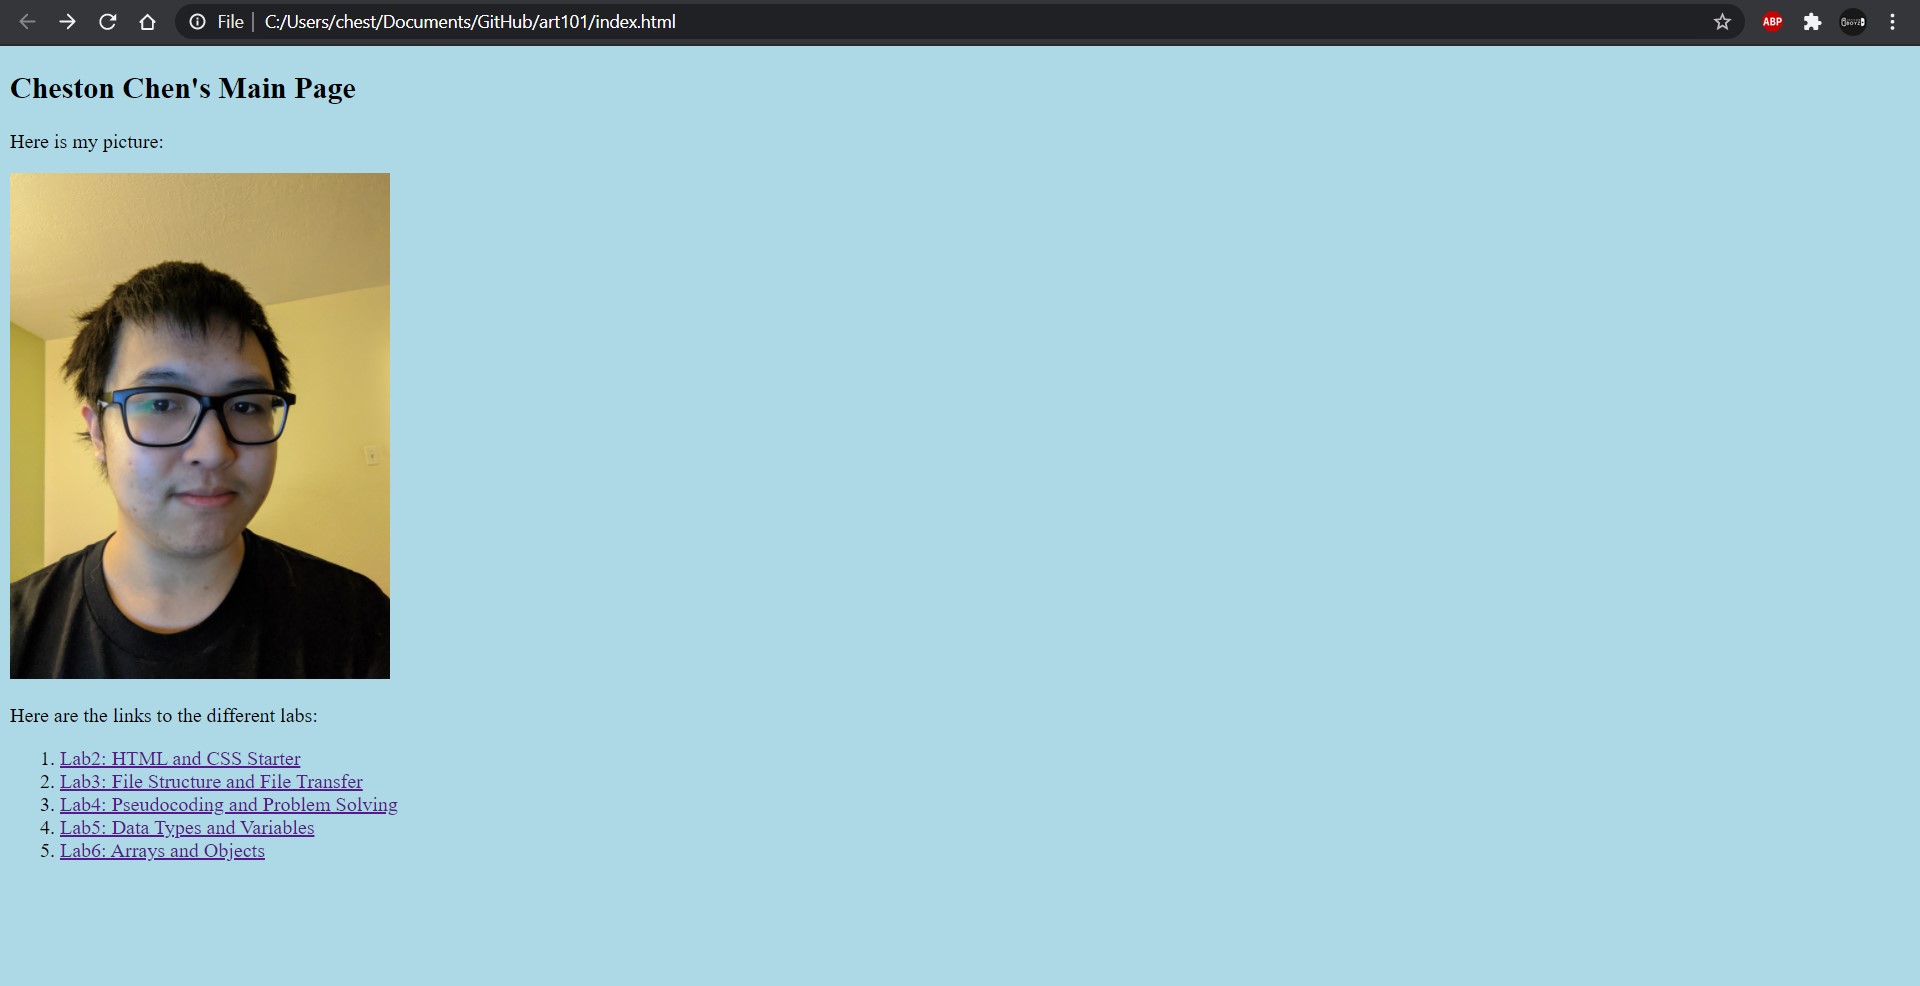 File C:/Users/chest/Documents/GitHub/art101/index.html
ABP
Cheston Chen's Main Page
Here is my picture:
Here are the links to the different labs:
1. Lab2: HTML and CSS Starter
2. Lab3: File Structure and File Transfer
3. Lab4: Pseudocoding and Problem Solving
4. Lab5: Data Types and Variables
5. Lab6: Arrays and Objects